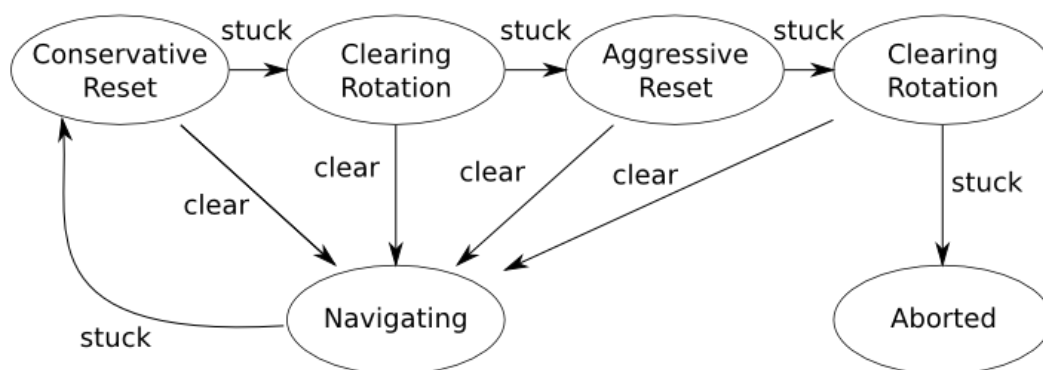 stuck
stuck
stuck
Conservative
Reset
Clearing
Rotation
Aggressive
Reset
Clearing
Rotation
clear
clear
clear
clear
stuck
Navigating
Aborted
stuck